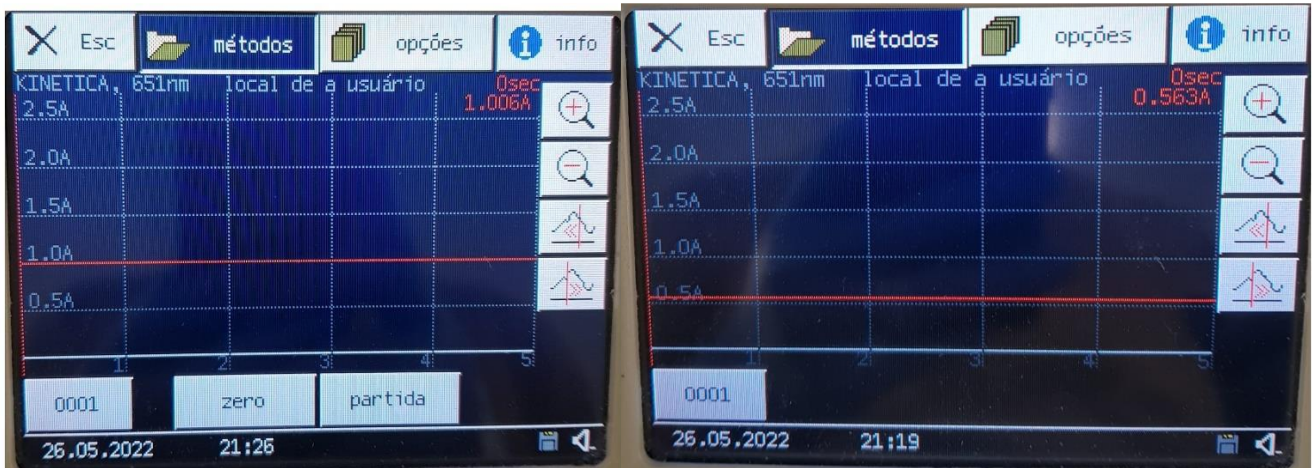 Esc métodos opções info
KINETICA, 651nm local de a usuário 0sec
1.006A
2.5A
2.0A
1.5A
1.0A
0.5A
1 2 3 4 5
0001 zero partida
26.05.2022 21:26
Esc métodos opções info
KINETICA, 651nm local de a usuário 0sec
0.563A
2.5A
2.0A
1.5A
1.0A
0.5A
1 2 3 4 5
0001
26.05.2022 21:19